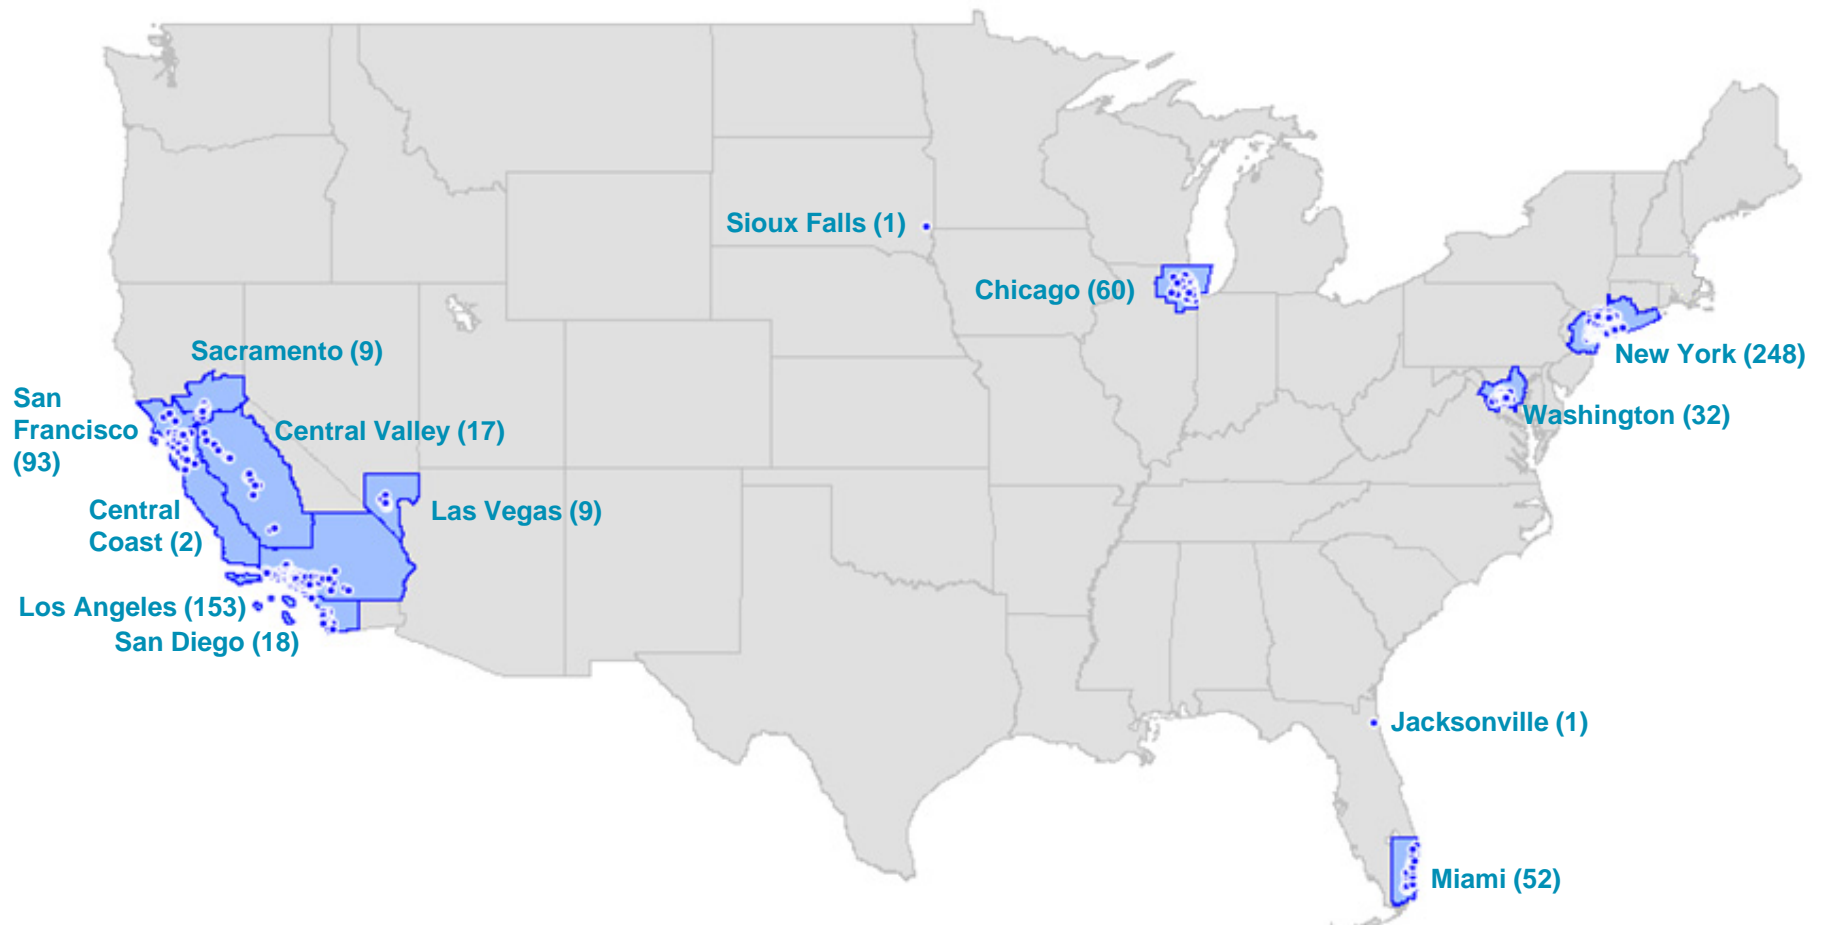 Sioux Falls (1)
Chicago (60)
Sacramento (9)
New York (248)
San
Francisco
(93)
Washington (32)
Central Valley (17)
Central
Coast (2)
Las Vegas (9)
Los Angeles (153)
San Diego (18)
Jacksonville (1)
Miami (52)